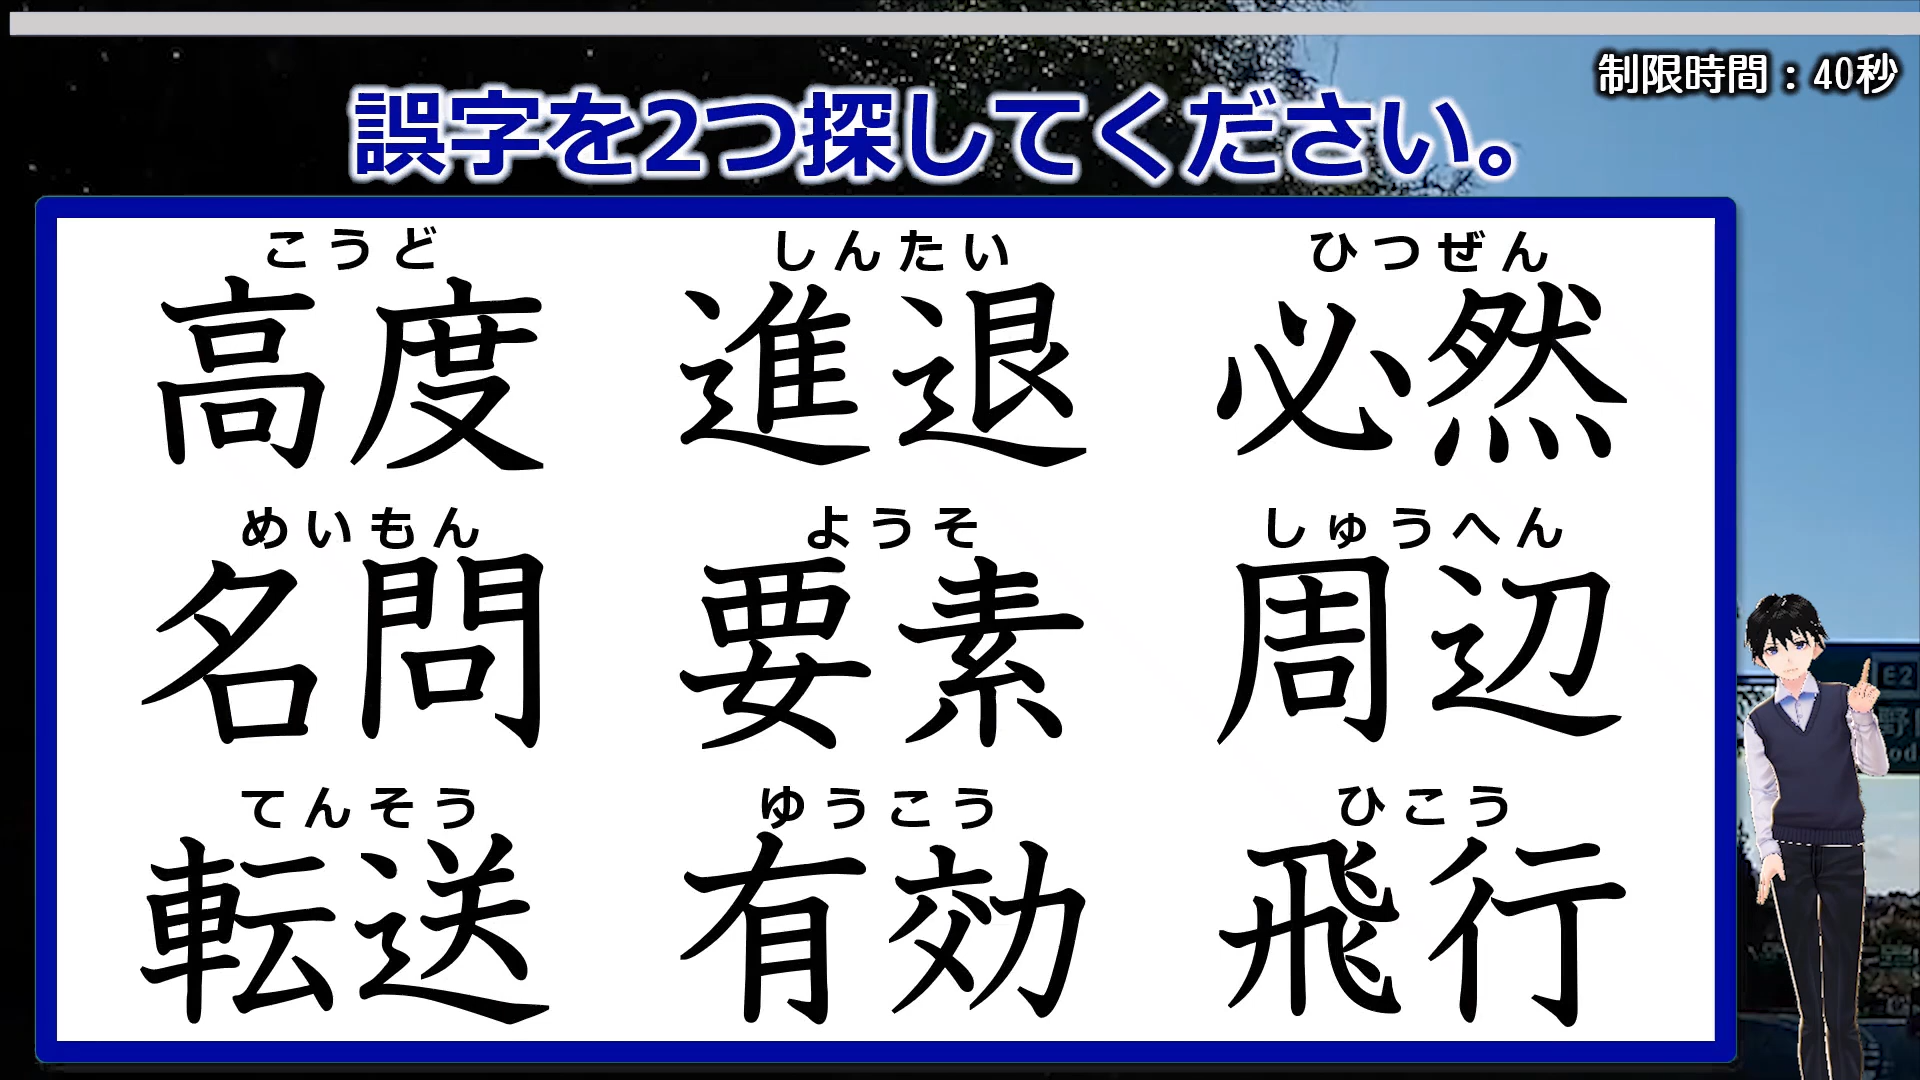 制限時間：40秒
誤字を2つ探してください。
こうど
高度
しんたい
進退
ひつぜん
必然
めいもん
名問
ようそ
要素
しゅうへん
周辺
てんそう
転送
ゆうこう
有効
ひこう
飛行
E2